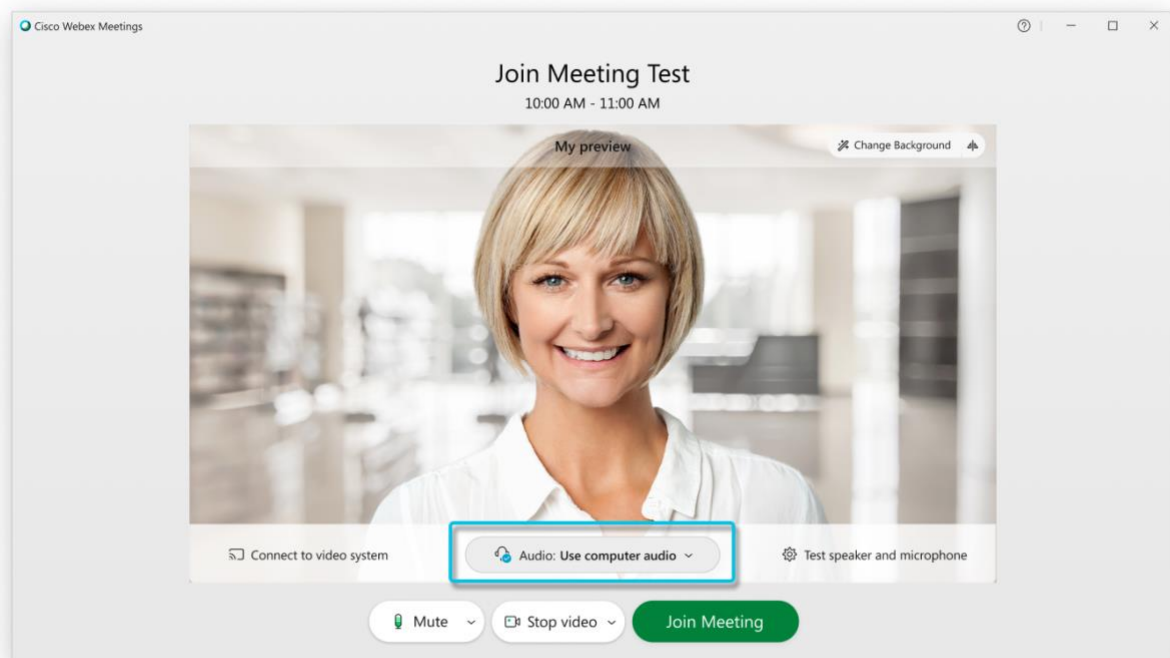 Cisco Webex Meetings
Join Meeting Test
10:00 AM - 11:00 AM
My preview
Change Background
Connect to video system
Audio: Use computer audio
Test speaker and microphone
Mute
Stop video
Join Meeting